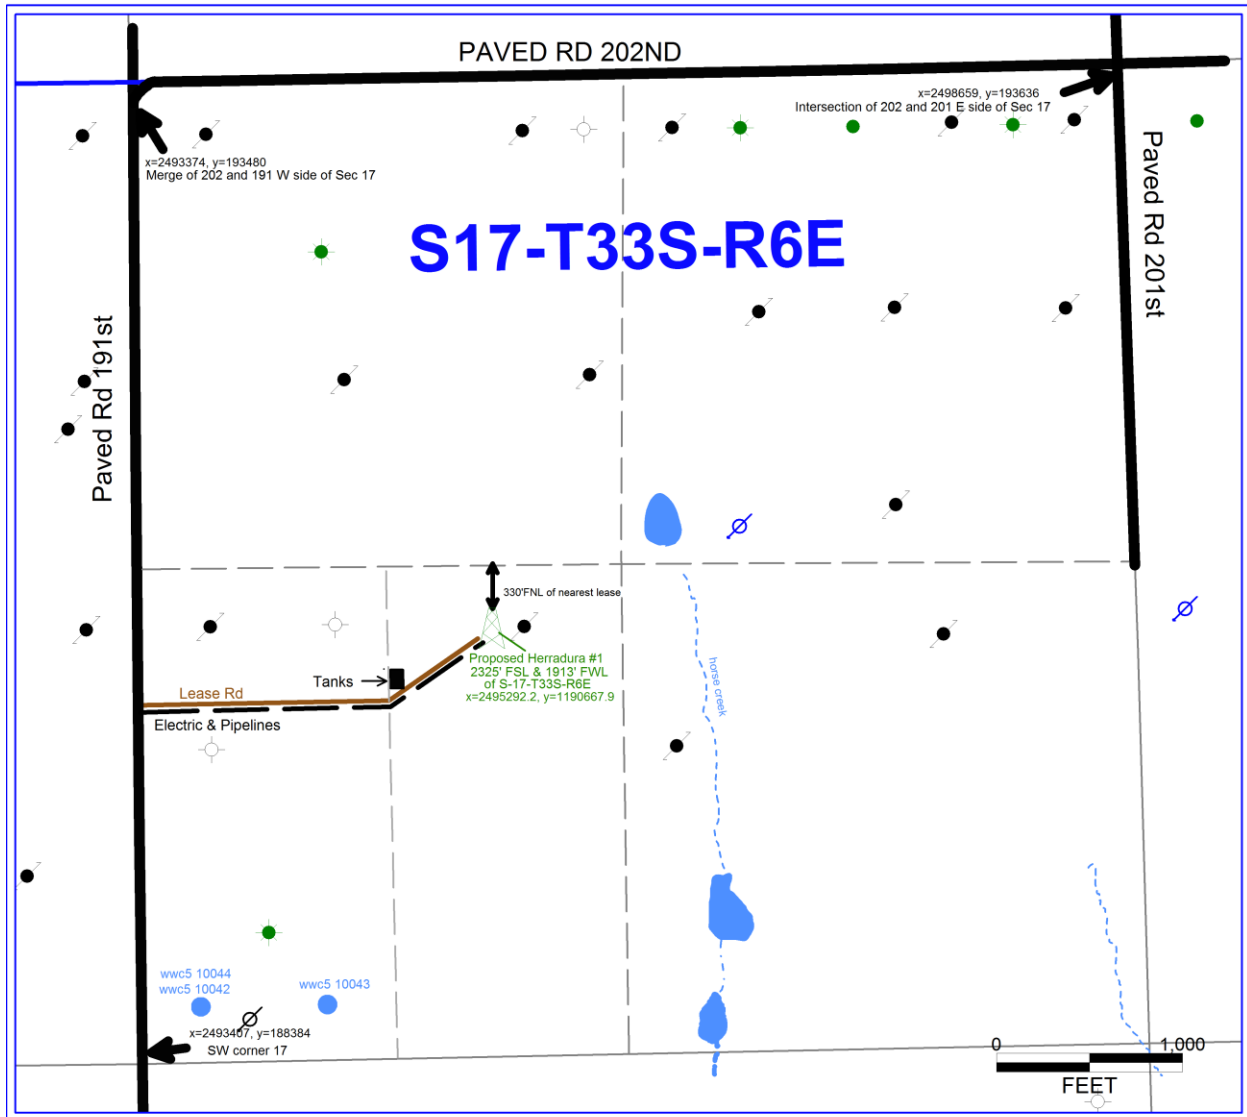 PAVED RD 202ND
x=2498659, y=193636
Intersection of 202 and 201 E side of Sec 17
x=2493374, y=193480
Merge of 202 and 191 W side of Sec 17
Paved Rd 201st
S17-T33S-R6E
Paved Rd 191st
330'FNL of nearest lease
Proposed Herradura #1
2325' FSL & 1913' FWL
of S-17-T33S-R6E
x=2495292.2, y=1190667.9
Tanks
Lease Rd
Electric & Pipelines
horse creek
wwc5 10044
wwc5 10042
wwc5 10043
x=2493407, y=188384
SW corner 17
0 1,000
FEET